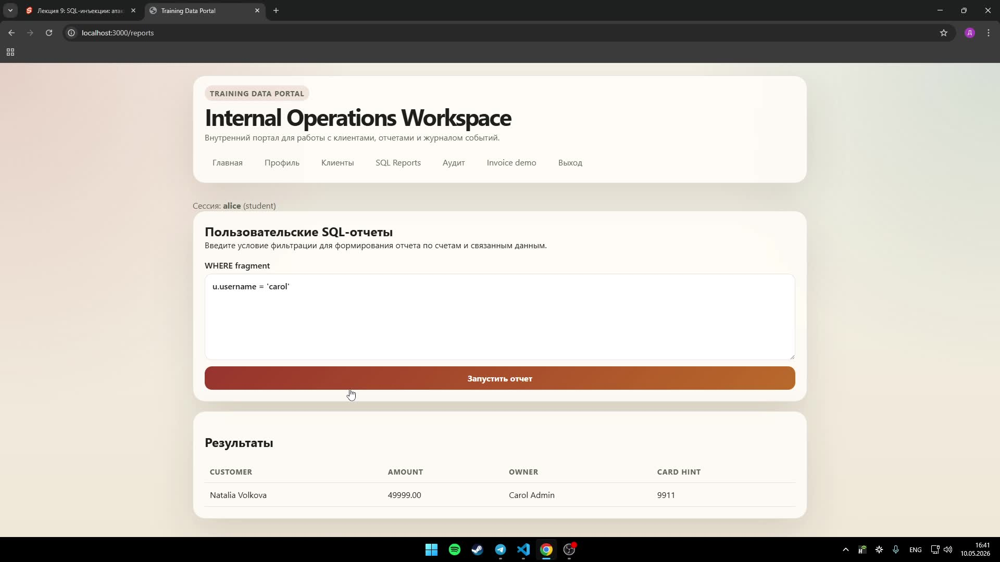 Лекция 9: SQL-инъекции: атак
Training Data Portal
localhost:3000/reports
Д
TRAINING DATA PORTAL
Internal Operations Workspace
Внутренний портал для работы с клиентами, отчетами и журналом событий.
Главная Профиль Клиенты SQL Reports Аудит Invoice demo Выход
Сессия: alice (student)
Пользовательские SQL-отчеты
Введите условие фильтрации для формирования отчета по счетам и связанным данным.
WHERE fragment
u.username = 'carol'
Запустить отчет
Результаты
CUSTOMER AMOUNT OWNER CARD HINT
Natalia Volkova 49999.00 Carol Admin 9911
ENG
16:41
10.05.2026